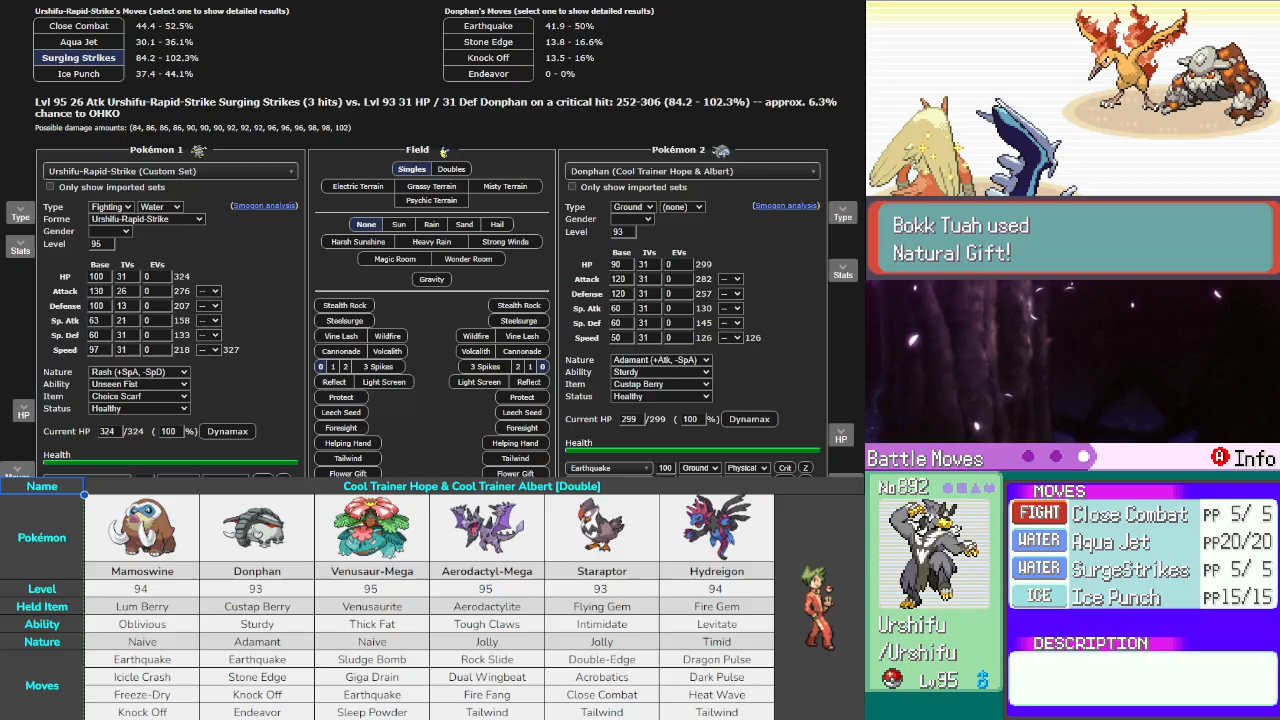 Urshifu-Rapid-Strike's Moves (select one to show detailed results)
Close Combat 44.4 - 52.5%
Aqua Jet 30.1 - 36.1%
Surging Strikes 84.2 - 102.3%
Ice Punch 37.4 - 44.1%
Donphan's Moves (select one to show detailed results)
Earthquake 41.9 - 50%
Stone Edge 13.8 - 16.6%
Knock Off 13.5 - 16%
Endeavor 0 - 0%
Lvl 95 26 Atk Urshifu-Rapid-Strike Surging Strikes (3 hits) vs. Lvl 93 31 HP / 31 Def Donphan on a critical hit: 252-306 (84.2 - 102.3%) -- approx. 6.3%
chance to OHKO
Possible damage amounts: (84, 86, 86, 86, 90, 90, 90, 92, 92, 92, 96, 96, 96, 98, 98, 102)
Pokémon 1
Urshifu-Rapid-Strike (Custom Set)
Only show imported sets
Type Fighting Water (Smogon analysis)
Forme Urshifu-Rapid-Strike
Gender
Level 95
Base IVs EVs
HP 100 31 0 324
Attack 130 26 0 276 --
Defense 100 13 0 207 --
Sp. Atk 63 21 0 158 --
Sp. Def 60 31 0 133 --
Speed 97 31 0 218 -- 327
Nature Rash (+SpA, -SpD)
Ability Unseen Fist
Item Choice Scarf
Status Healthy
Current HP 324 /324 ( 100 %) Dynamax
Health
Type
Stats
HP
Field
Singles Doubles
Electric Terrain Grassy Terrain Misty Terrain
Psychic Terrain
None Sun Rain Sand Hail
Harsh Sunshine Heavy Rain Strong Winds
Magic Room Wonder Room
Gravity
Stealth Rock Stealth Rock
Steelsurge Steelsurge
Vine Lash Wildfire Wildfire Vine Lash
Cannonade Volcalith Volcalith Cannonade
0 1 2 3 Spikes 3 Spikes 2 1 0
Reflect Light Screen Light Screen Reflect
Protect Protect
Leech Seed Leech Seed
Foresight Foresight
Helping Hand Helping Hand
Tailwind Tailwind
Flower Gift Flower Gift
Pokémon 2
Donphan (Cool Trainer Hope & Albert)
Only show imported sets
Type Ground (none) (Smogon analysis)
Gender
Level 93
Base IVs EVs
HP 90 31 0 299
Attack 120 31 0 282 --
Defense 120 31 0 257 --
Sp. Atk 60 31 0 130 --
Sp. Def 60 31 0 145 --
Speed 50 31 0 126 -- 126
Nature Adamant (+Atk, -SpA)
Ability Sturdy
Item Custap Berry
Status Healthy
Current HP 299 /299 ( 100 %) Dynamax
Health
Earthquake 100 Ground Physical Crit Z
Type
Stats
HP
Name Cool Trainer Hope & Cool Trainer Albert [Double]
Pokémon Mamoswine Donphan Venusaur-Mega Aerodactyl-Mega Staraptor Hydreigon
Level 94 93 95 95 93 94
Held Item Lum Berry Custap Berry Venusaurite Aerodactylite Flying Gem Fire Gem
Ability Oblivious Sturdy Thick Fat Tough Claws Intimidate Levitate
Nature Naive Adamant Naive Jolly Jolly Timid
Moves Earthquake Earthquake Sludge Bomb Rock Slide Double-Edge Dragon Pulse
Icicle Crash Stone Edge Giga Drain Dual Wingbeat Acrobatics Dark Pulse
Freeze-Dry Knock Off Earthquake Fire Fang Close Combat Heat Wave
Knock Off Endeavor Sleep Powder Tailwind Tailwind Tailwind
Bokk Tuah used
Natural Gift!
Battle Moves A Info
No892
Urshifu
/Urshifu
Lv95
MOVES
FIGHT Close Combat PP 5/ 5
WATER Aqua Jet PP20/20
WATER SurgeStrikes PP 5/ 5
ICE Ice Punch PP15/15
DESCRIPTION